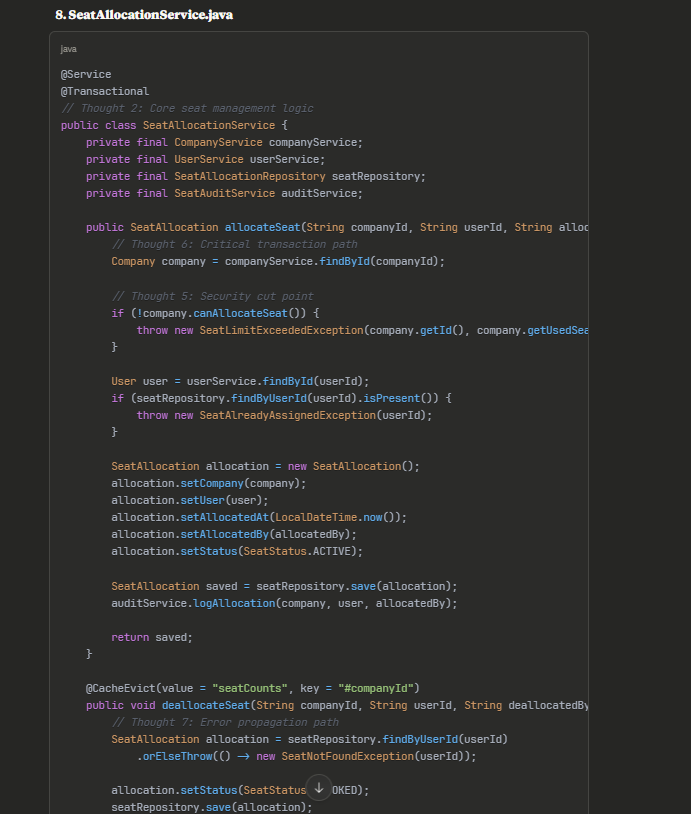 8. SeatAllocationService.java
java
@Service
@Transactional
// Thought 2: Core seat management logic
public class SeatAllocationService {
    private final CompanyService companyService;
    private final UserService userService;
    private final SeatAllocationRepository seatRepository;
    private final SeatAuditService auditService;
    public SeatAllocation allocateSeat(String companyId, String userId, String alloc
        // Thought 6: Critical transaction path
        Company company = companyService.findById(companyId);
        // Thought 5: Security cut point
        if (!company.canAllocateSeat()) {
            throw new SeatLimitExceededException(company.getId(), company.getUsedSea
        }
        User user = userService.findById(userId);
        if (seatRepository.findByUserId(userId).isPresent()) {
            throw new SeatAlreadyAssignedException(userId);
        }
        SeatAllocation allocation = new SeatAllocation();
        allocation.setCompany(company);
        allocation.setUser(user);
        allocation.setAllocatedAt(LocalDateTime.now());
        allocation.setAllocatedBy(allocatedBy);
        allocation.setStatus(SeatStatus.ACTIVE);
        SeatAllocation saved = seatRepository.save(allocation);
        auditService.logAllocation(company, user, allocatedBy);
        return saved;
    }
    @CacheEvict(value = "seatCounts", key = "#companyId")
    public void deallocateSeat(String companyId, String userId, String deallocatedBy
        // Thought 7: Error propagation path
        SeatAllocation allocation = seatRepository.findByUserId(userId)
            .orElseThrow(() -> new SeatNotFoundException(userId));
        allocation.setStatus(SeatStatus OKED);
        seatRepository.save(allocation);